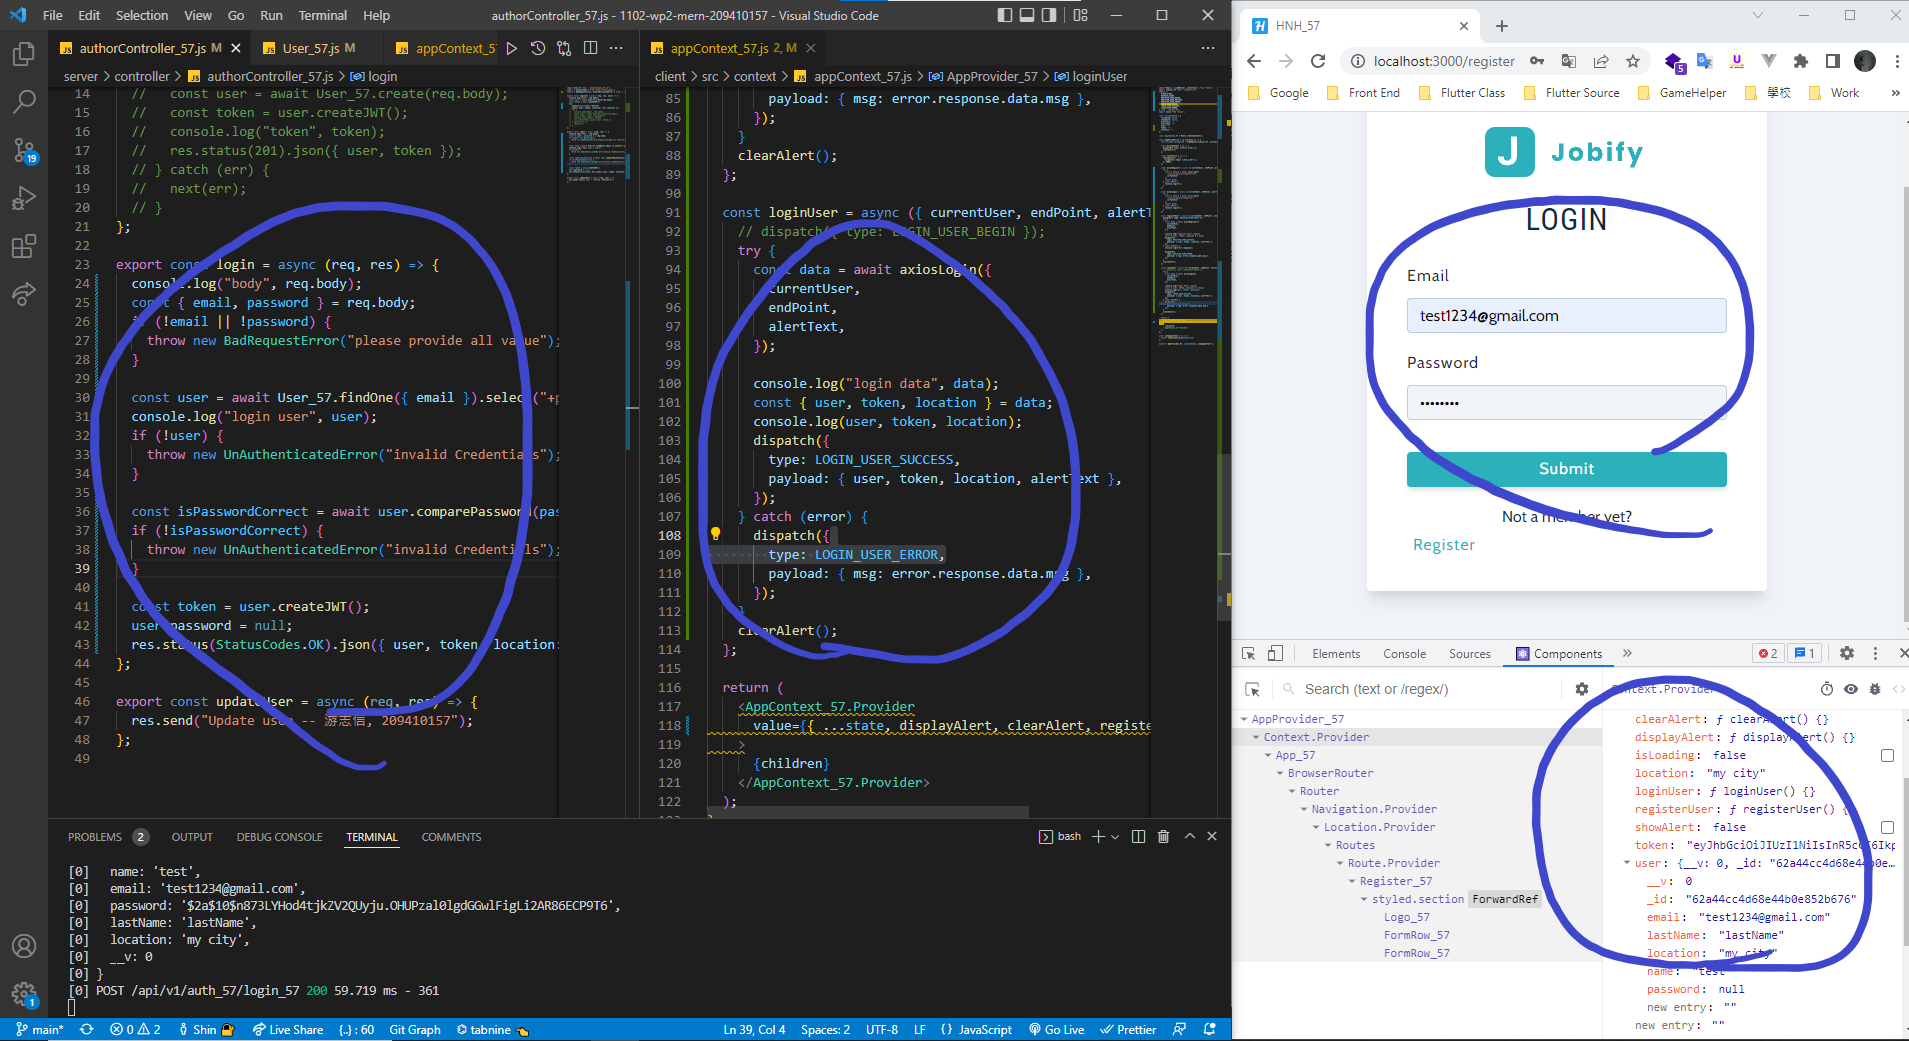 File Edit Selection View Go Run Terminal Help
authorController_57.js - 1102-wp2-mern-209410157 - Visual Studio Code
authorController_57.js M
User_57.js M
appContext_57
server > controller > authorController_57.js > login
14 // const user = await User_57.create(req.body);
15 // const token = user.createJWT();
16 // console.log("token", token);
17 // res.status(201).json({ user, token });
18 // } catch (err) {
19 // next(err);
20 // }
21 };
22
23 export const login = async (req, res) => {
24 console.log("body", req.body);
25 const { email, password } = req.body;
26 if (!email || !password) {
27 throw new BadRequestError("please provide all value");
28 }
29
30 const user = await User_57.findOne({ email }).select("+p
31 console.log("login user", user);
32 if (!user) {
33 throw new UnAuthenticatedError("invalid Credentials");
34 }
35
36 const isPasswordCorrect = await user.comparePassword(pas
37 if (!isPasswordCorrect) {
38 throw new UnAuthenticatedError("invalid Credentials");
39 }
40
41 const token = user.createJWT();
42 user.password = null;
43 res.status(StatusCodes.OK).json({ user, token, location:
44 };
45
46 export const updateUser = async (req, res) => {
47 res.send("Update user -- 游志信, 209410157");
48 };
49
appContext_57.js 2, M
client > src > context > appContext_57.js > AppProvider_57 > loginUser
85 payload: { msg: error.response.data.msg },
86 });
87 }
88 clearAlert();
89 };
90
91 const loginUser = async ({ currentUser, endPoint, alertT
92 // dispatch({ type: LOGIN_USER_BEGIN });
93 try {
94 const data = await axiosLogin({
95 currentUser,
96 endPoint,
97 alertText,
98 });
99
100 console.log("login data", data);
101 const { user, token, location } = data;
102 console.log(user, token, location);
103 dispatch({
104 type: LOGIN_USER_SUCCESS,
105 payload: { user, token, location, alertText },
106 });
107 } catch (error) {
108 dispatch({
109 type: LOGIN_USER_ERROR,
110 payload: { msg: error.response.data.msg },
111 });
112 }
113 clearAlert();
114 };
115
116 return (
117 <AppContext_57.Provider
118 value={{ ...state, displayAlert, clearAlert, registe
119 >
120 {children}
121 </AppContext_57.Provider>
122 );
PROBLEMS 2 OUTPUT DEBUG CONSOLE TERMINAL COMMENTS
bash
[0] name: 'test',
[0] email: 'test1234@gmail.com',
[0] password: '$2a$10$n873LYHod4tjkZV2QUyju.OHUPzal0lgdGGwlFigLi2AR86ECP9T6',
[0] lastName: 'lastName',
[0] location: 'my city',
[0] __v: 0
[0] }
[0] POST /api/v1/auth_57/login_57 200 59.719 ms - 361
19
1
main* 0 2 Shin Live Share {..} : 60 Git Graph tabnine
Ln 39, Col 4 Spaces: 2 UTF-8 LF {} JavaScript Go Live Prettier
HNH_57
localhost:3000/register
5
Google Front End Flutter Class Flutter Source GameHelper 學校 Work »
J Jobify
LOGIN
Email
test1234@gmail.com
Password
••••••••
Submit
Not a member yet?
Register
Elements Console Sources Components » 2 1
Search (text or /regex/)
AppProvider_57
Context.Provider
App_57
BrowserRouter
Router
Navigation.Provider
Location.Provider
Routes
Route.Provider
Register_57
styled.section ForwardRef
Logo_57
FormRow_57
FormRow_57
Context.Provider
clearAlert: ƒ clearAlert() {}
displayAlert: ƒ displayAlert() {}
isLoading: false
location: "my city"
loginUser: ƒ loginUser() {}
registerUser: ƒ registerUser() {
showAlert: false
token: "eyJhbGciOiJIUzI1NiIsInR5cCI6Ikp
user: {__v: 0, _id: "62a44cc4d68e44b0e…
__v: 0
_id: "62a44cc4d68e44b0e852b676"
email: "test1234@gmail.com"
lastName: "lastName"
location: "my city"
name: "test"
password: null
new entry: ""
new entry: ""